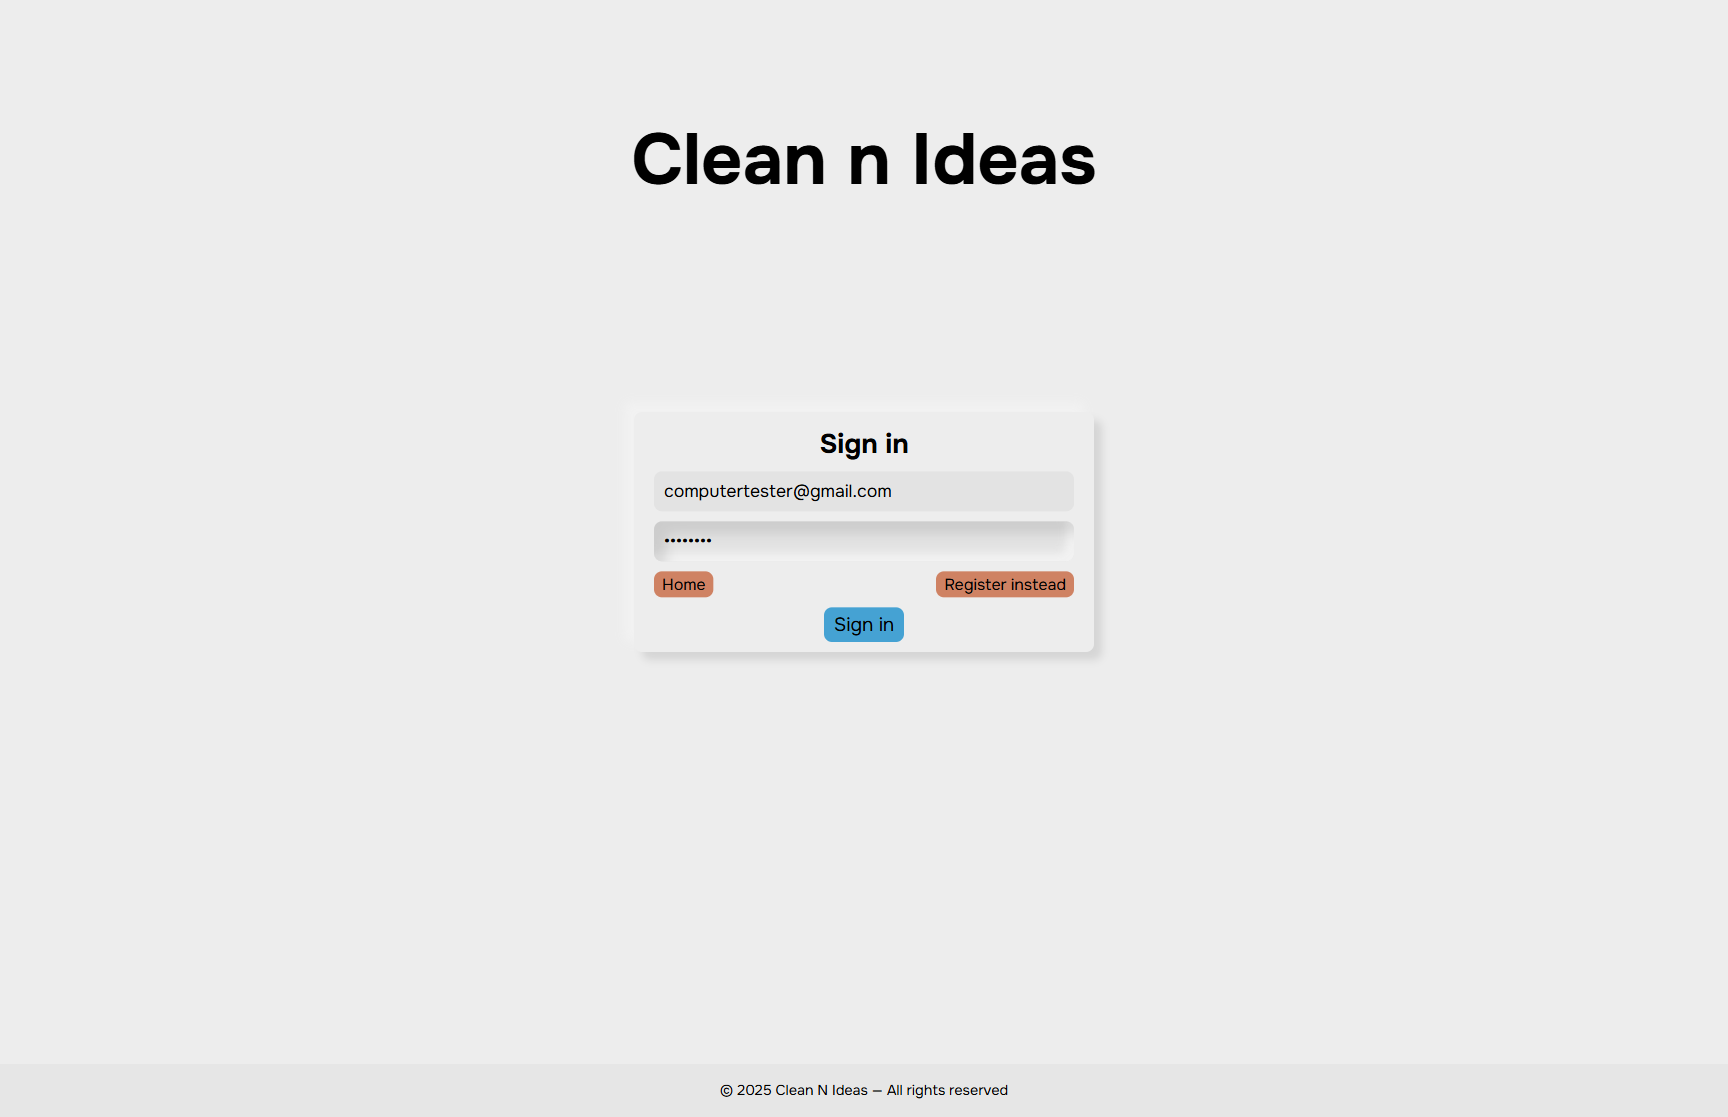 Clean n Ideas
Sign in
computertester@gmail.com
••••••••
Home
Register instead
Sign in
© 2025 Clean N Ideas — All rights reserved